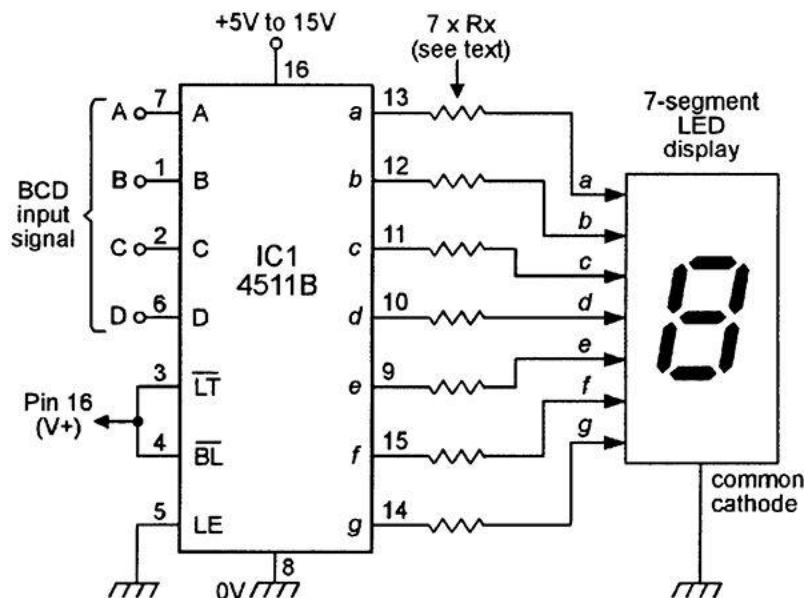 +5V to 15V
7 x Rx
(see text)
16
7-segment
LED
display
BCD
input
signal
A 7 A a 13 a
B 1 B b 12 b
C 2 C c 11 c
D 6 D d 10 d
IC1
4511B
3 LT e 9 e
Pin 16
(V+)
4 BL f 15 f
5 LE g 14 g
common
cathode
8
0V